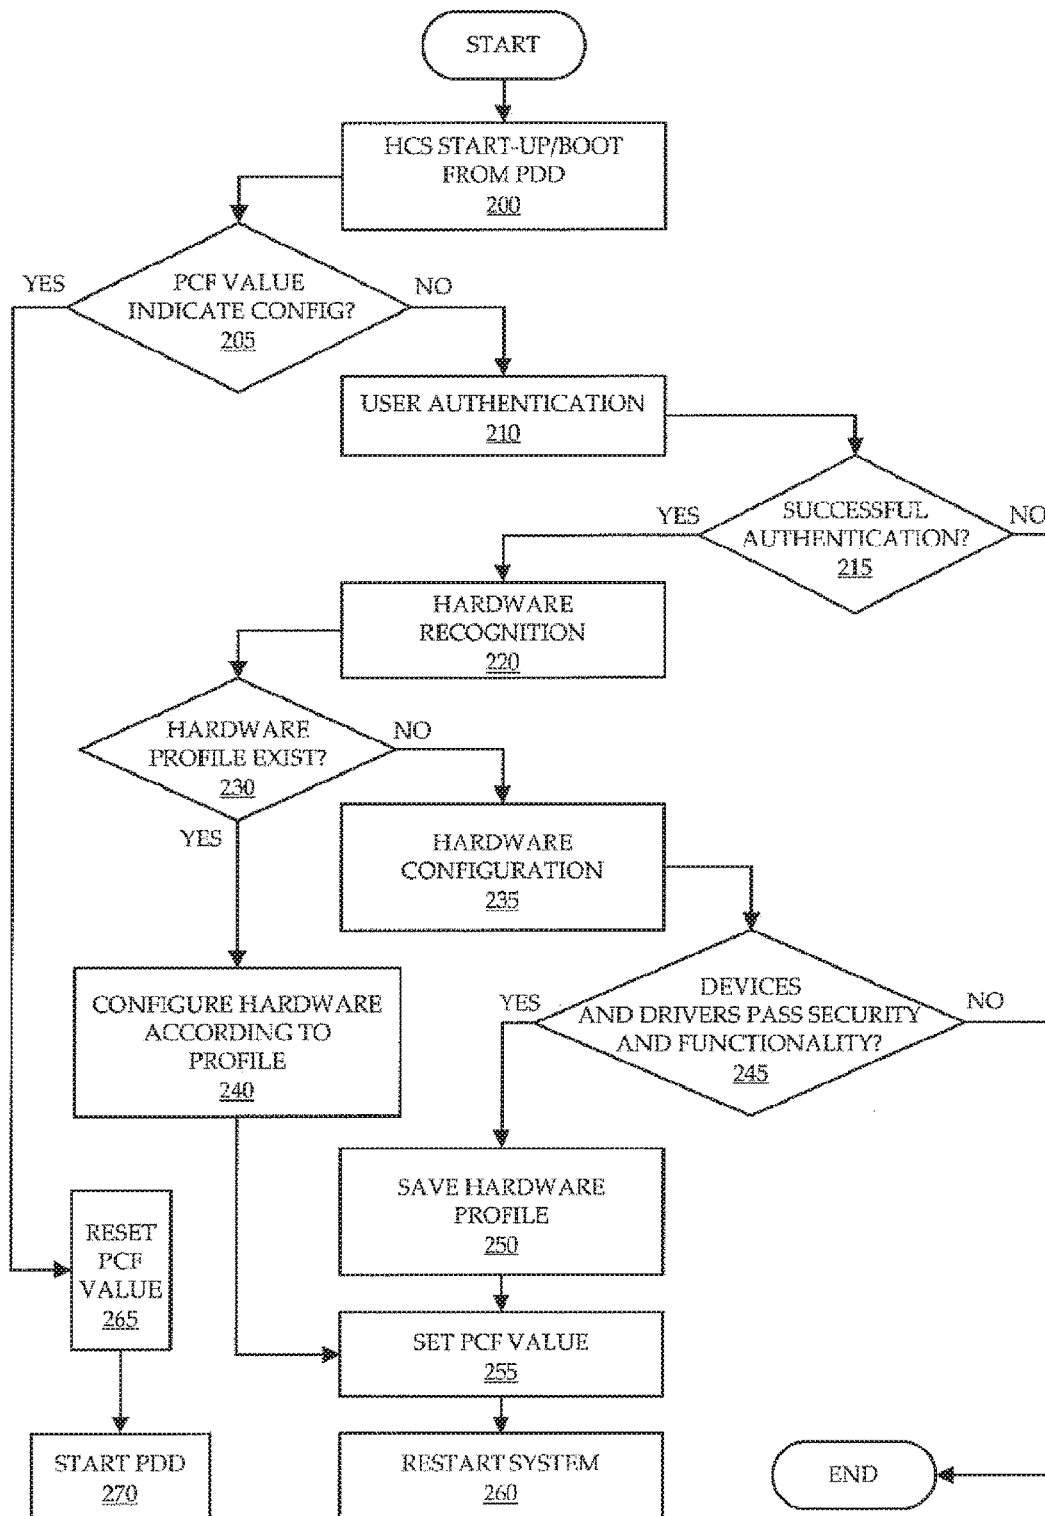 START
HCS START-UP/BOOT
FROM PDD
200
YES
PCF VALUE
INDICATE CONFIG?
205
NO
USER AUTHENTICATION
210
YES
SUCCESSFUL
AUTHENTICATION?
215
NO
HARDWARE
RECOGNITION
220
HARDWARE
PROFILE EXIST?
230
NO
YES
HARDWARE
CONFIGURATION
235
CONFIGURE HARDWARE
ACCORDING TO
PROFILE
240
YES
DEVICES
AND DRIVERS PASS SECURITY
AND FUNCTIONALITY?
245
NO
SAVE HARDWARE
PROFILE
250
RESET
PCF
VALUE
265
SET PCF VALUE
255
START PDD
270
RESTART SYSTEM
260
END